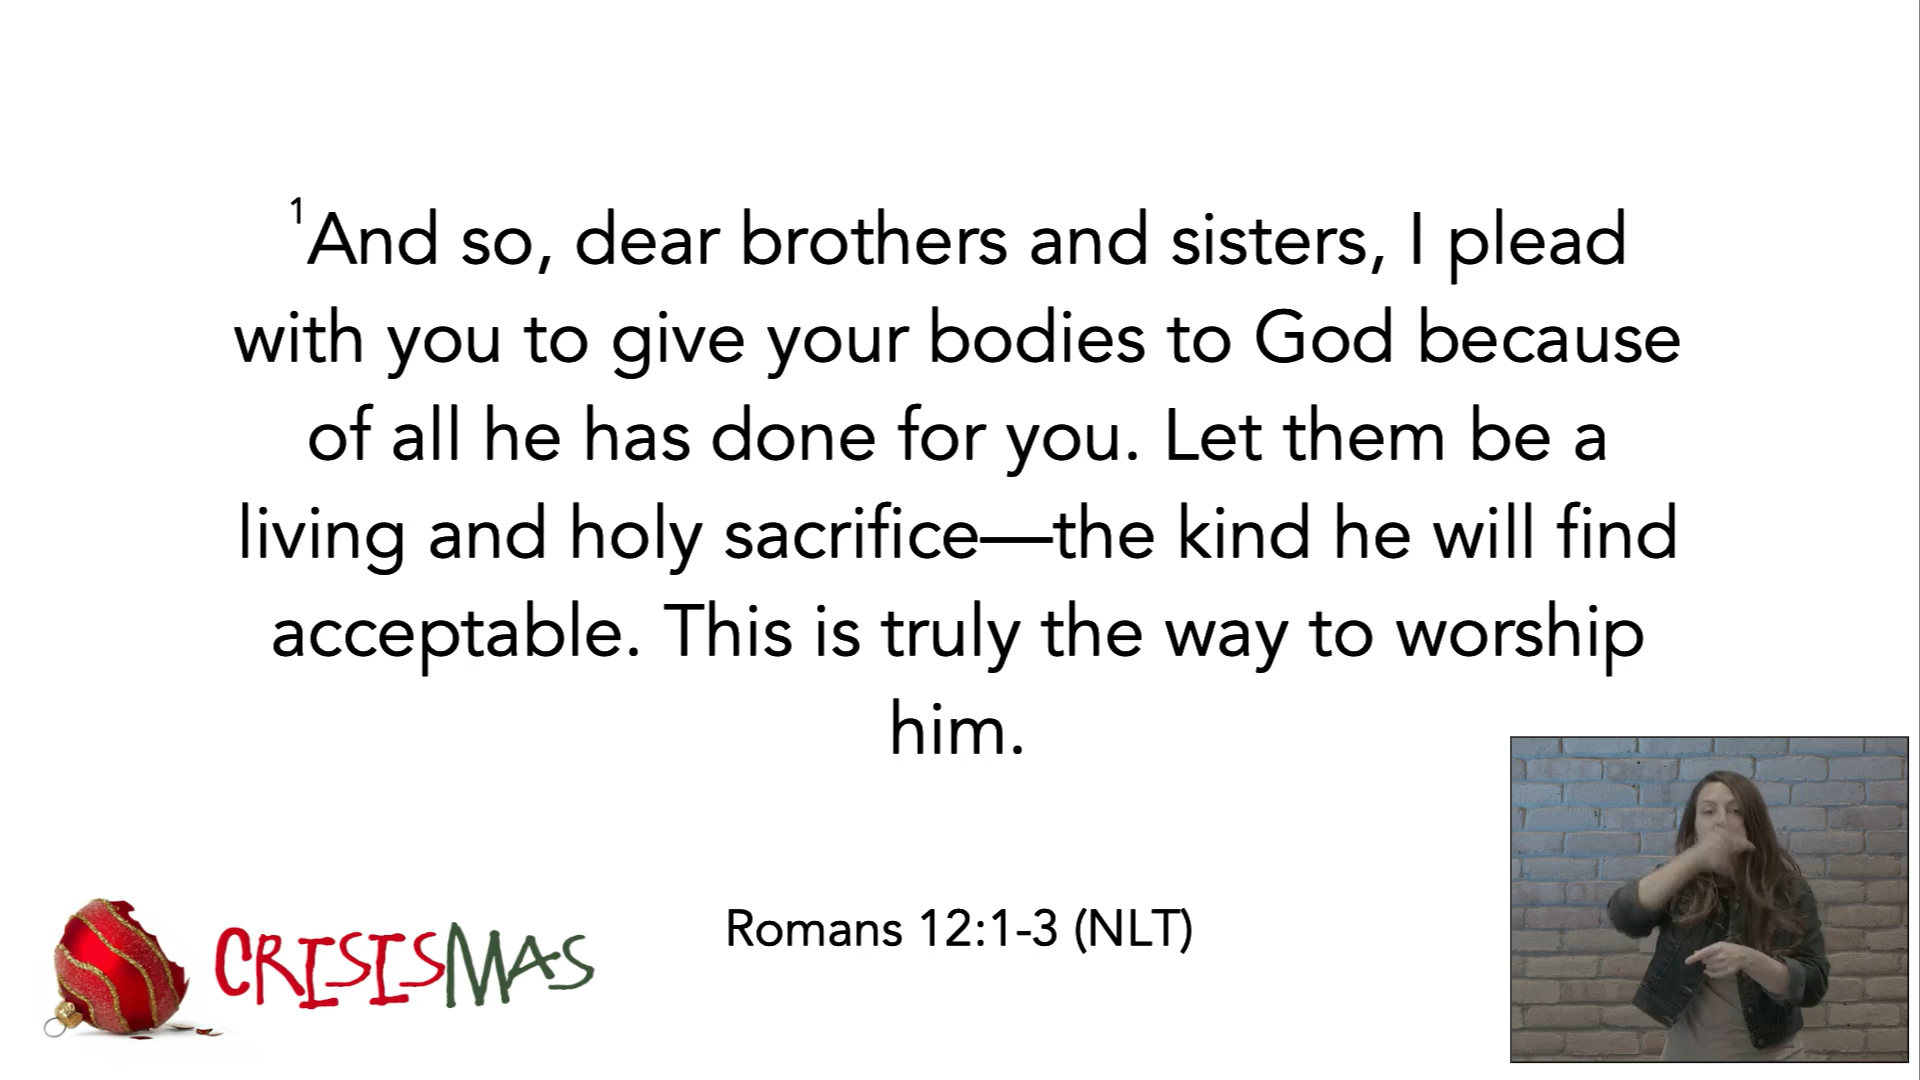 ¹And so, dear brothers and sisters, I plead
with you to give your bodies to God because
of all he has done for you. Let them be a
living and holy sacrifice—the kind he will find
acceptable. This is truly the way to worship
him.
Romans 12:1-3 (NLT)
CRISISMAS